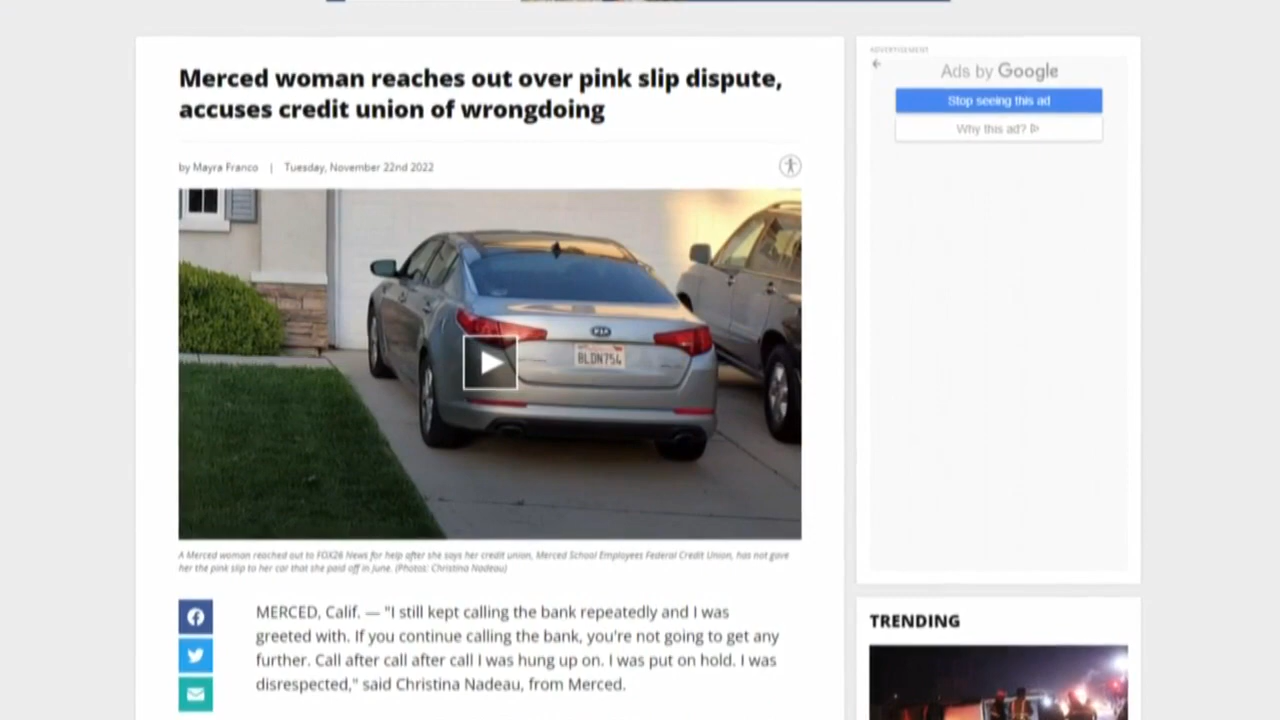 Merced woman reaches out over pink slip dispute,
accuses credit union of wrongdoing
by Mayra Franco | Tuesday, November 22nd 2022
KIA
BLDN754
A Merced woman reached out to FOX26 News for help after she says her credit union, Merced School Employees Federal Credit Union, has not gave
her the pink slip to her car that she paid off in June. (Photos: Christina Nadeau)
MERCED, Calif. — "I still kept calling the bank repeatedly and I was
greeted with. If you continue calling the bank, you're not going to get any
further. Call after call after call I was hung up on. I was put on hold. I was
disrespected," said Christina Nadeau, from Merced.
ADVERTISEMENT
Ads by Google
Stop seeing this ad
Why this ad?
TRENDING